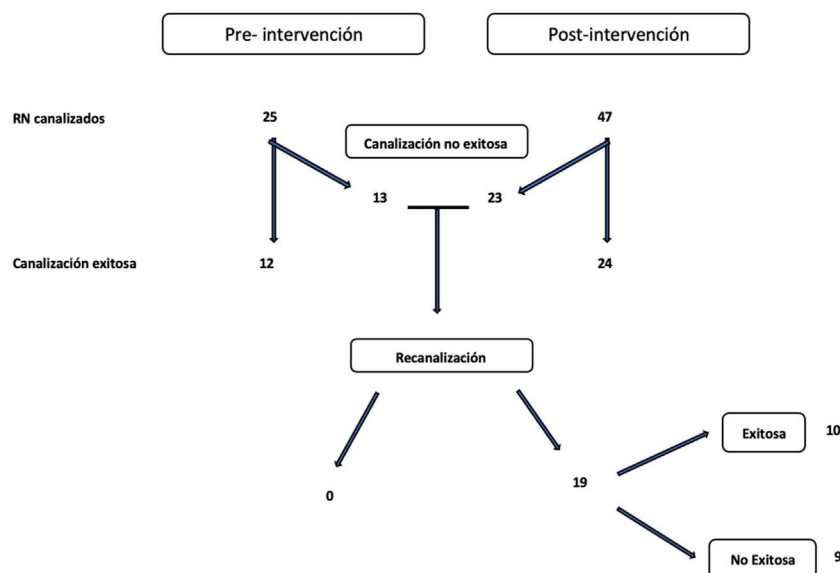 Pre- intervención
Post-intervención
RN canalizados
25
47
Canalización no exitosa
13
23
Canalización exitosa
12
24
Recanalización
Exitosa
10
0
19
No Exitosa
9